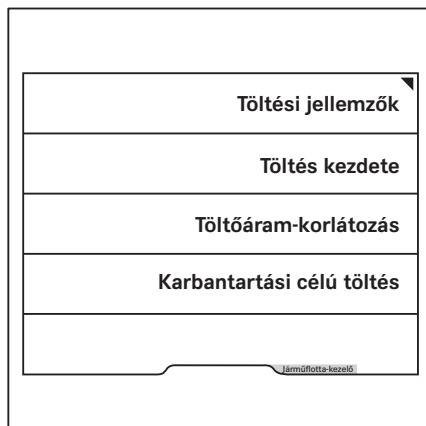 Töltési jellemzők
Töltés kezdete
Töltőáram-korlátozás
Karbantartási célú töltés
Járműflotta-kezelő